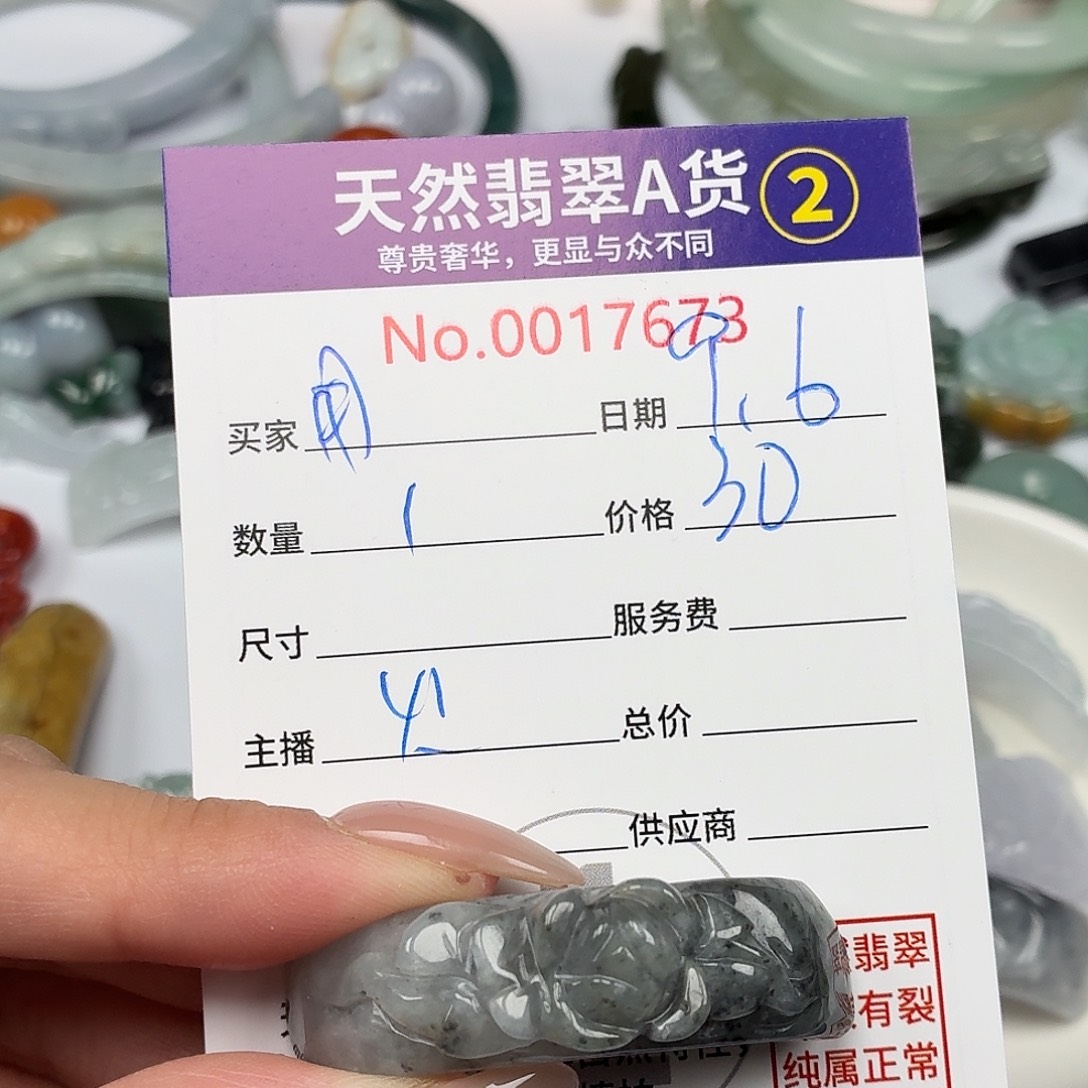 天然翡翠A货 2
尊贵奢华，更显与众不同
No.0017673
买家 日期 9.6
数量 1 价格 30
尺寸 服务费
主播 总价
供应商
翡翠
有裂
纯属正常